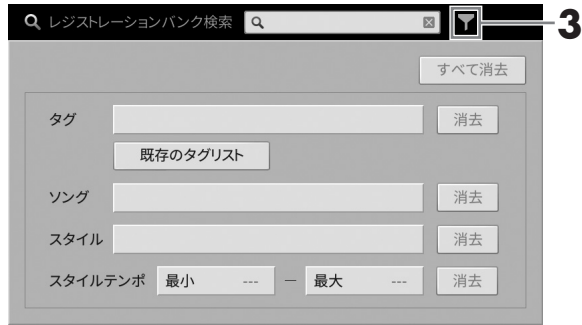 レジストレーションバンク検索
3
すべて消去
タグ 消去
既存のタグリスト
ソング 消去
スタイル 消去
スタイルテンポ 最小 --- － 最大 --- 消去